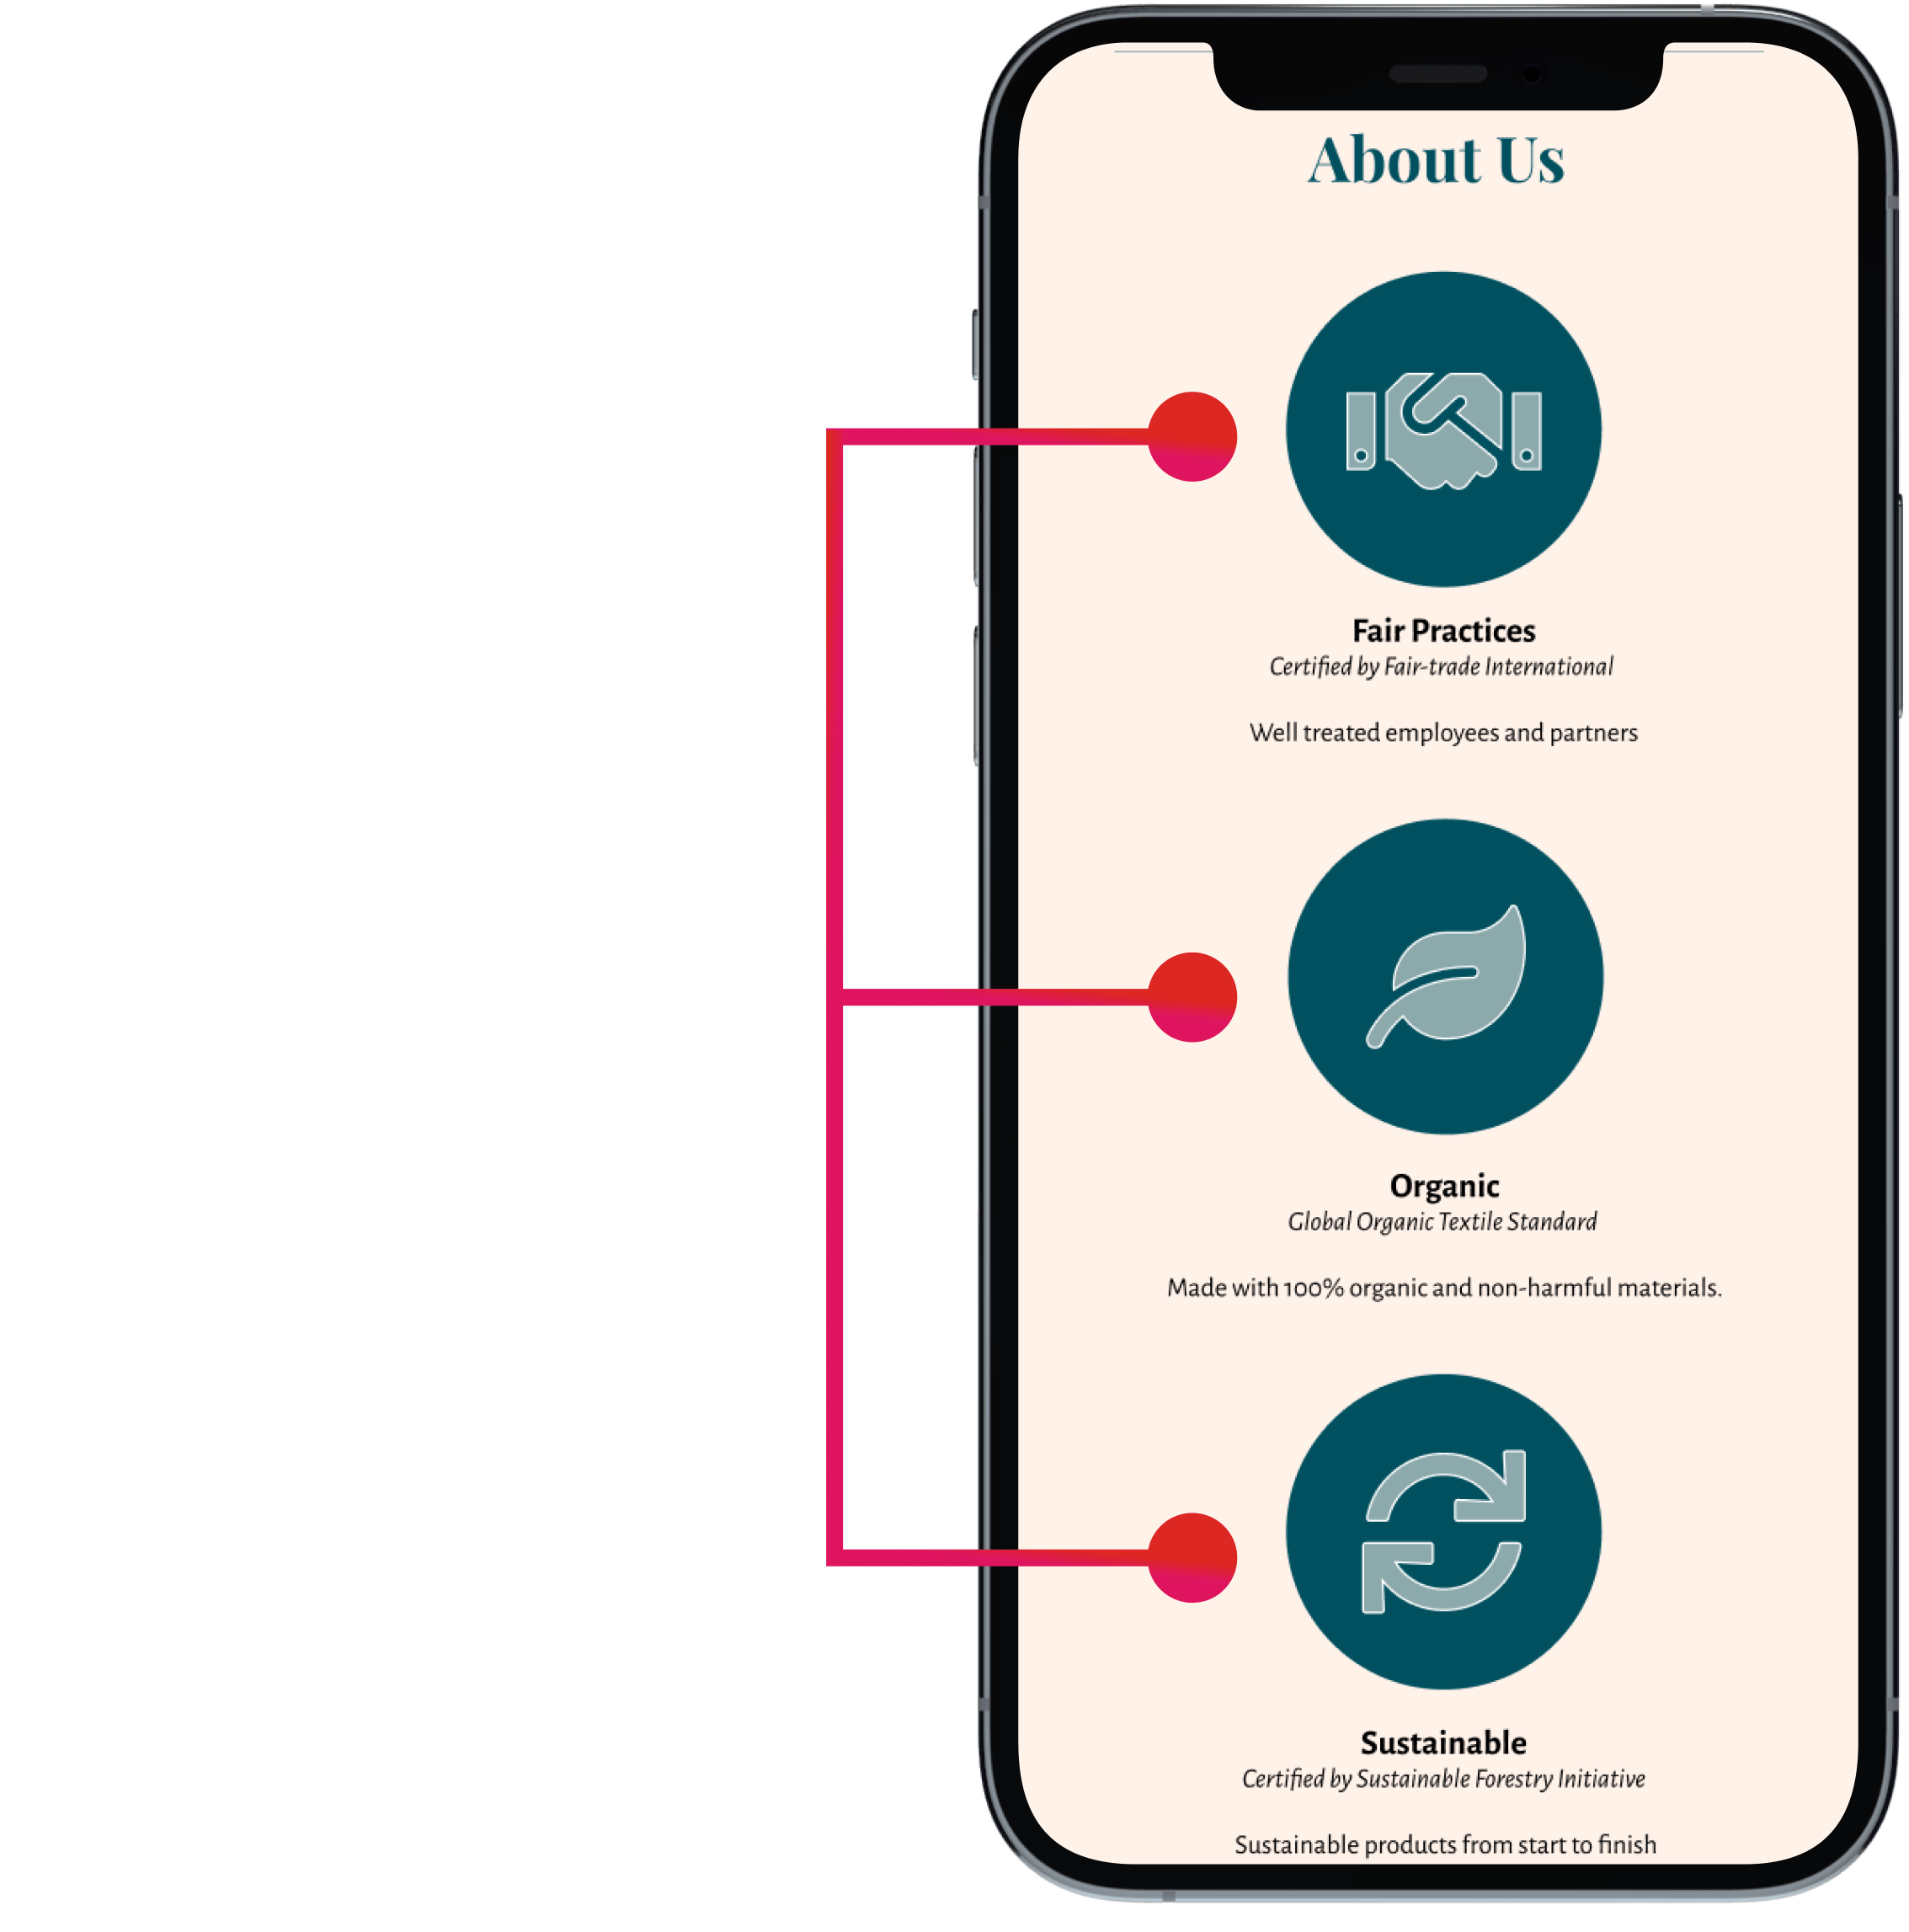 About Us
Fair Practices
Certified by Fair-trade International
Well treated employees and partners
Organic
Global Organic Textile Standard
Made with 100% organic and non-harmful materials.
Sustainable
Certified by Sustainable Forestry Initiative
Sustainable products from start to finish